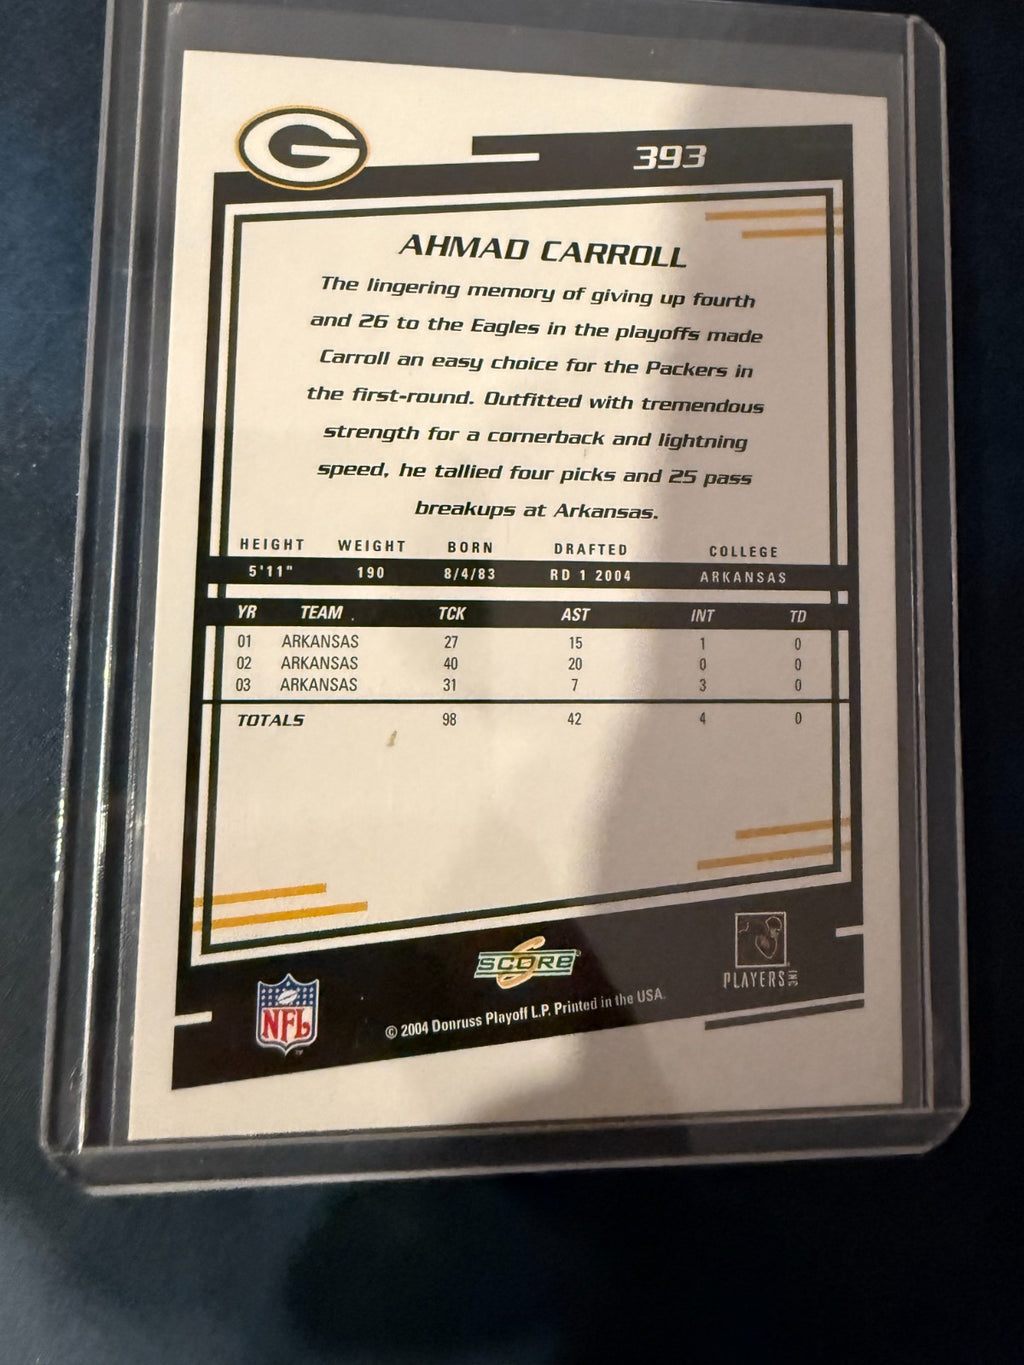 G
393
AHMAD CARROLL
The lingering memory of giving up fourth
and 26 to the Eagles in the playoffs made
Carroll an easy choice for the Packers in
the first-round. Outfitted with tremendous
strength for a cornerback and lightning
speed, he tallied four picks and 25 pass
breakups at Arkansas.
HEIGHT WEIGHT BORN DRAFTED COLLEGE
5'11" 190 8/4/83 RD 1 2004 ARKANSAS
YR TEAM TCK AST INT TD
01 ARKANSAS 27 15 1 0
02 ARKANSAS 40 20 0 0
03 ARKANSAS 31 7 3 0
TOTALS 98 42 4 0
SCORE
PLAYERS INC
NFL
© 2004 Donruss Playoff L.P. Printed in the USA.